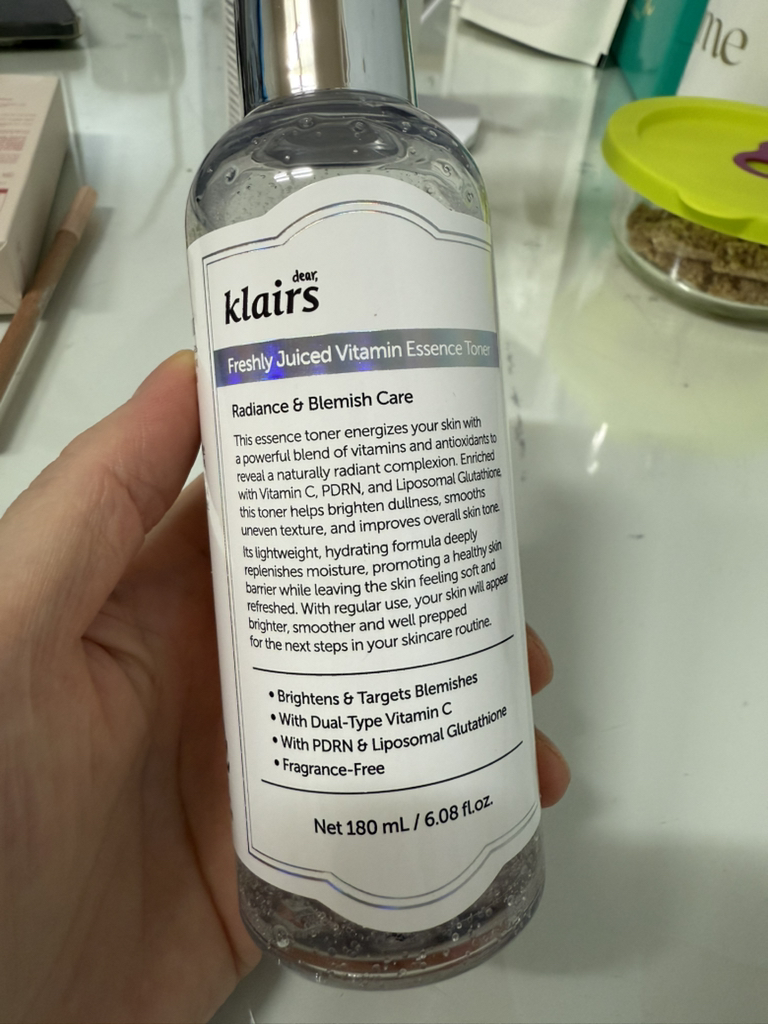 dear,
klairs
Freshly Juiced Vitamin Essence Toner
Radiance & Blemish Care
This essence toner energizes your skin with
a powerful blend of vitamins and antioxidants to
reveal a naturally radiant complexion. Enriched
with Vitamin C, PDRN, and Liposomal Glutathione,
this toner helps brighten dullness, smooths
uneven texture, and improves overall skin tone.
Its lightweight, hydrating formula deeply
replenishes moisture, promoting a healthy skin
barrier while leaving the skin feeling soft and
refreshed. With regular use, your skin will appear
brighter, smoother and well prepped
for the next steps in your skincare routine.
• Brightens & Targets Blemishes
• With Dual-Type Vitamin C
• With PDRN & Liposomal Glutathione
• Fragrance-Free
Net 180 mL / 6.08 fl.oz.
me